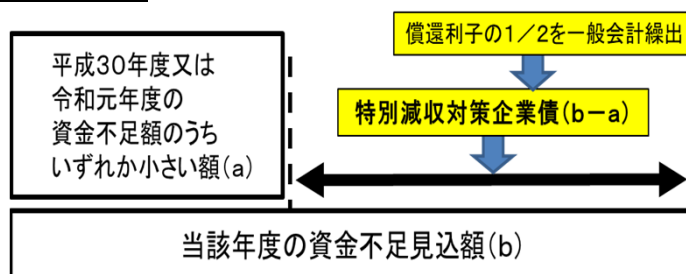 償還利子の1/2を一般会計繰出
平成30年度又は
令和元年度の
資金不足額のうち
いずれか小さい額(a)
特別減収対策企業債(b-a)
当該年度の資金不足見込額(b)